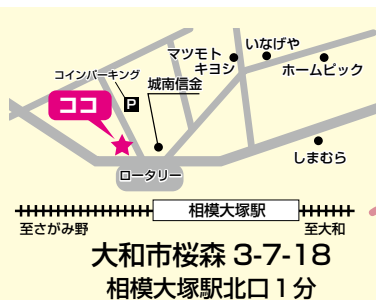 いなげや
マツモト
キヨシ
ホームピック
コインパーキング
城南信金
P
ココ
しまむら
ロータリー
相模大塚駅
至さがみ野
至大和
大和市桜森 3-7-18
相模大塚駅北口1分